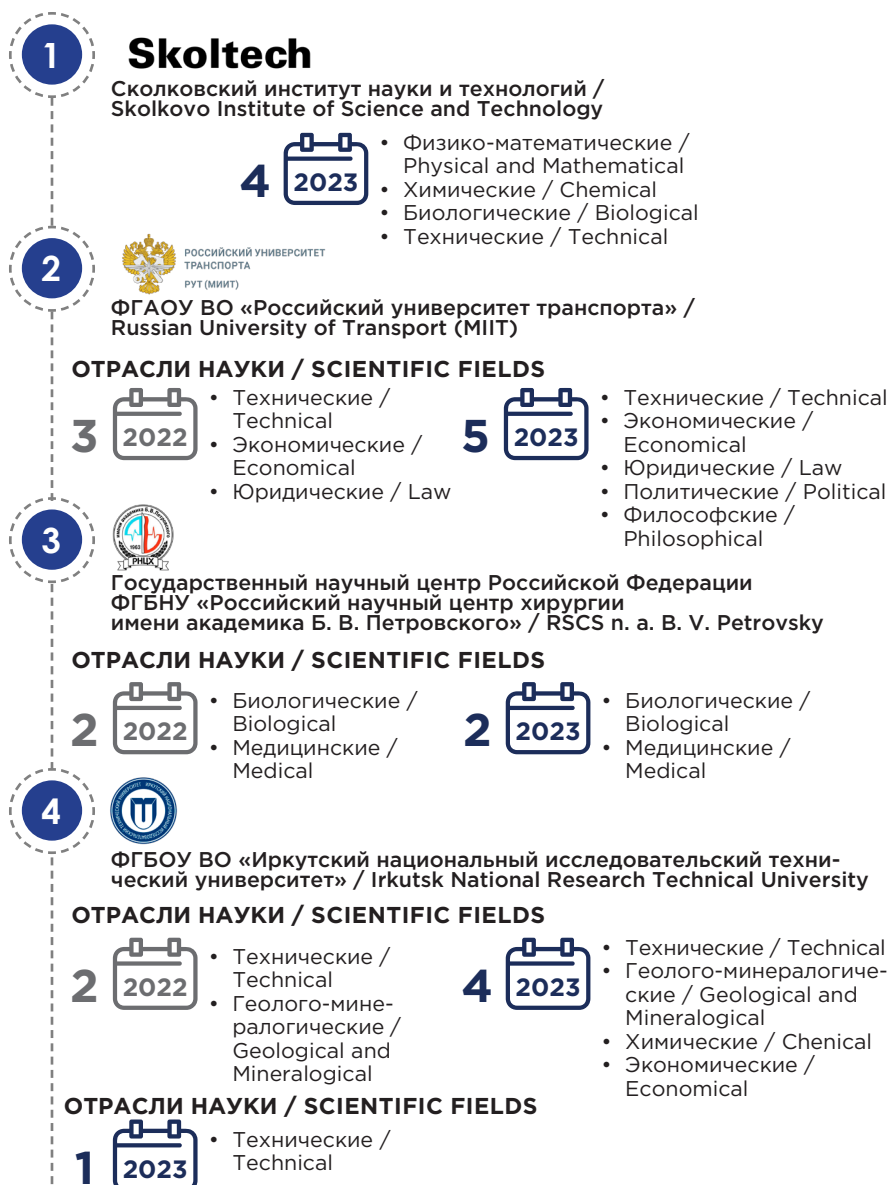 1
Skoltech
Сколковский институт науки и технологий /
Skolkovo Institute of Science and Technology
4
2023
• Физико-математические /
Physical and Mathematical
• Химические / Chemical
• Биологические / Biological
• Технические / Technical
2
РОССИЙСКИЙ УНИВЕРСИТЕТ
ТРАНСПОРТА
РУТ (МИИТ)
ФГАОУ ВО «Российский университет транспорта» /
Russian University of Transport (MIIT)
ОТРАСЛИ НАУКИ / SCIENTIFIC FIELDS
3
2022
• Технические /
Technical
• Экономические /
Economical
• Юридические / Law
5
2023
• Технические / Technical
• Экономические /
Economical
• Юридические / Law
• Политические / Political
• Философские /
Philosophical
3
имени академика Б. В. Петровского
1963
РНЦХ
Государственный научный центр Российской Федерации
ФГБНУ «Российский научный центр хирургии
имени академика Б. В. Петровского» / RSCS n. a. B. V. Petrovsky
ОТРАСЛИ НАУКИ / SCIENTIFIC FIELDS
2
2022
• Биологические /
Biological
• Медицинские /
Medical
2
2023
• Биологические /
Biological
• Медицинские /
Medical
4
ФГБОУ ВО «Иркутский национальный исследовательский техни-
ческий университет» / Irkutsk National Research Technical University
ОТРАСЛИ НАУКИ / SCIENTIFIC FIELDS
2
2022
• Технические /
Technical
• Геолого-мине-
ралогические /
Geological and
Mineralogical
4
2023
• Технические / Technical
• Геолого-минералогиче-
ские / Geological and
Mineralogical
• Химические / Chenical
• Экономические /
Economical
ОТРАСЛИ НАУКИ / SCIENTIFIC FIELDS
1
2023
• Технические /
Technical